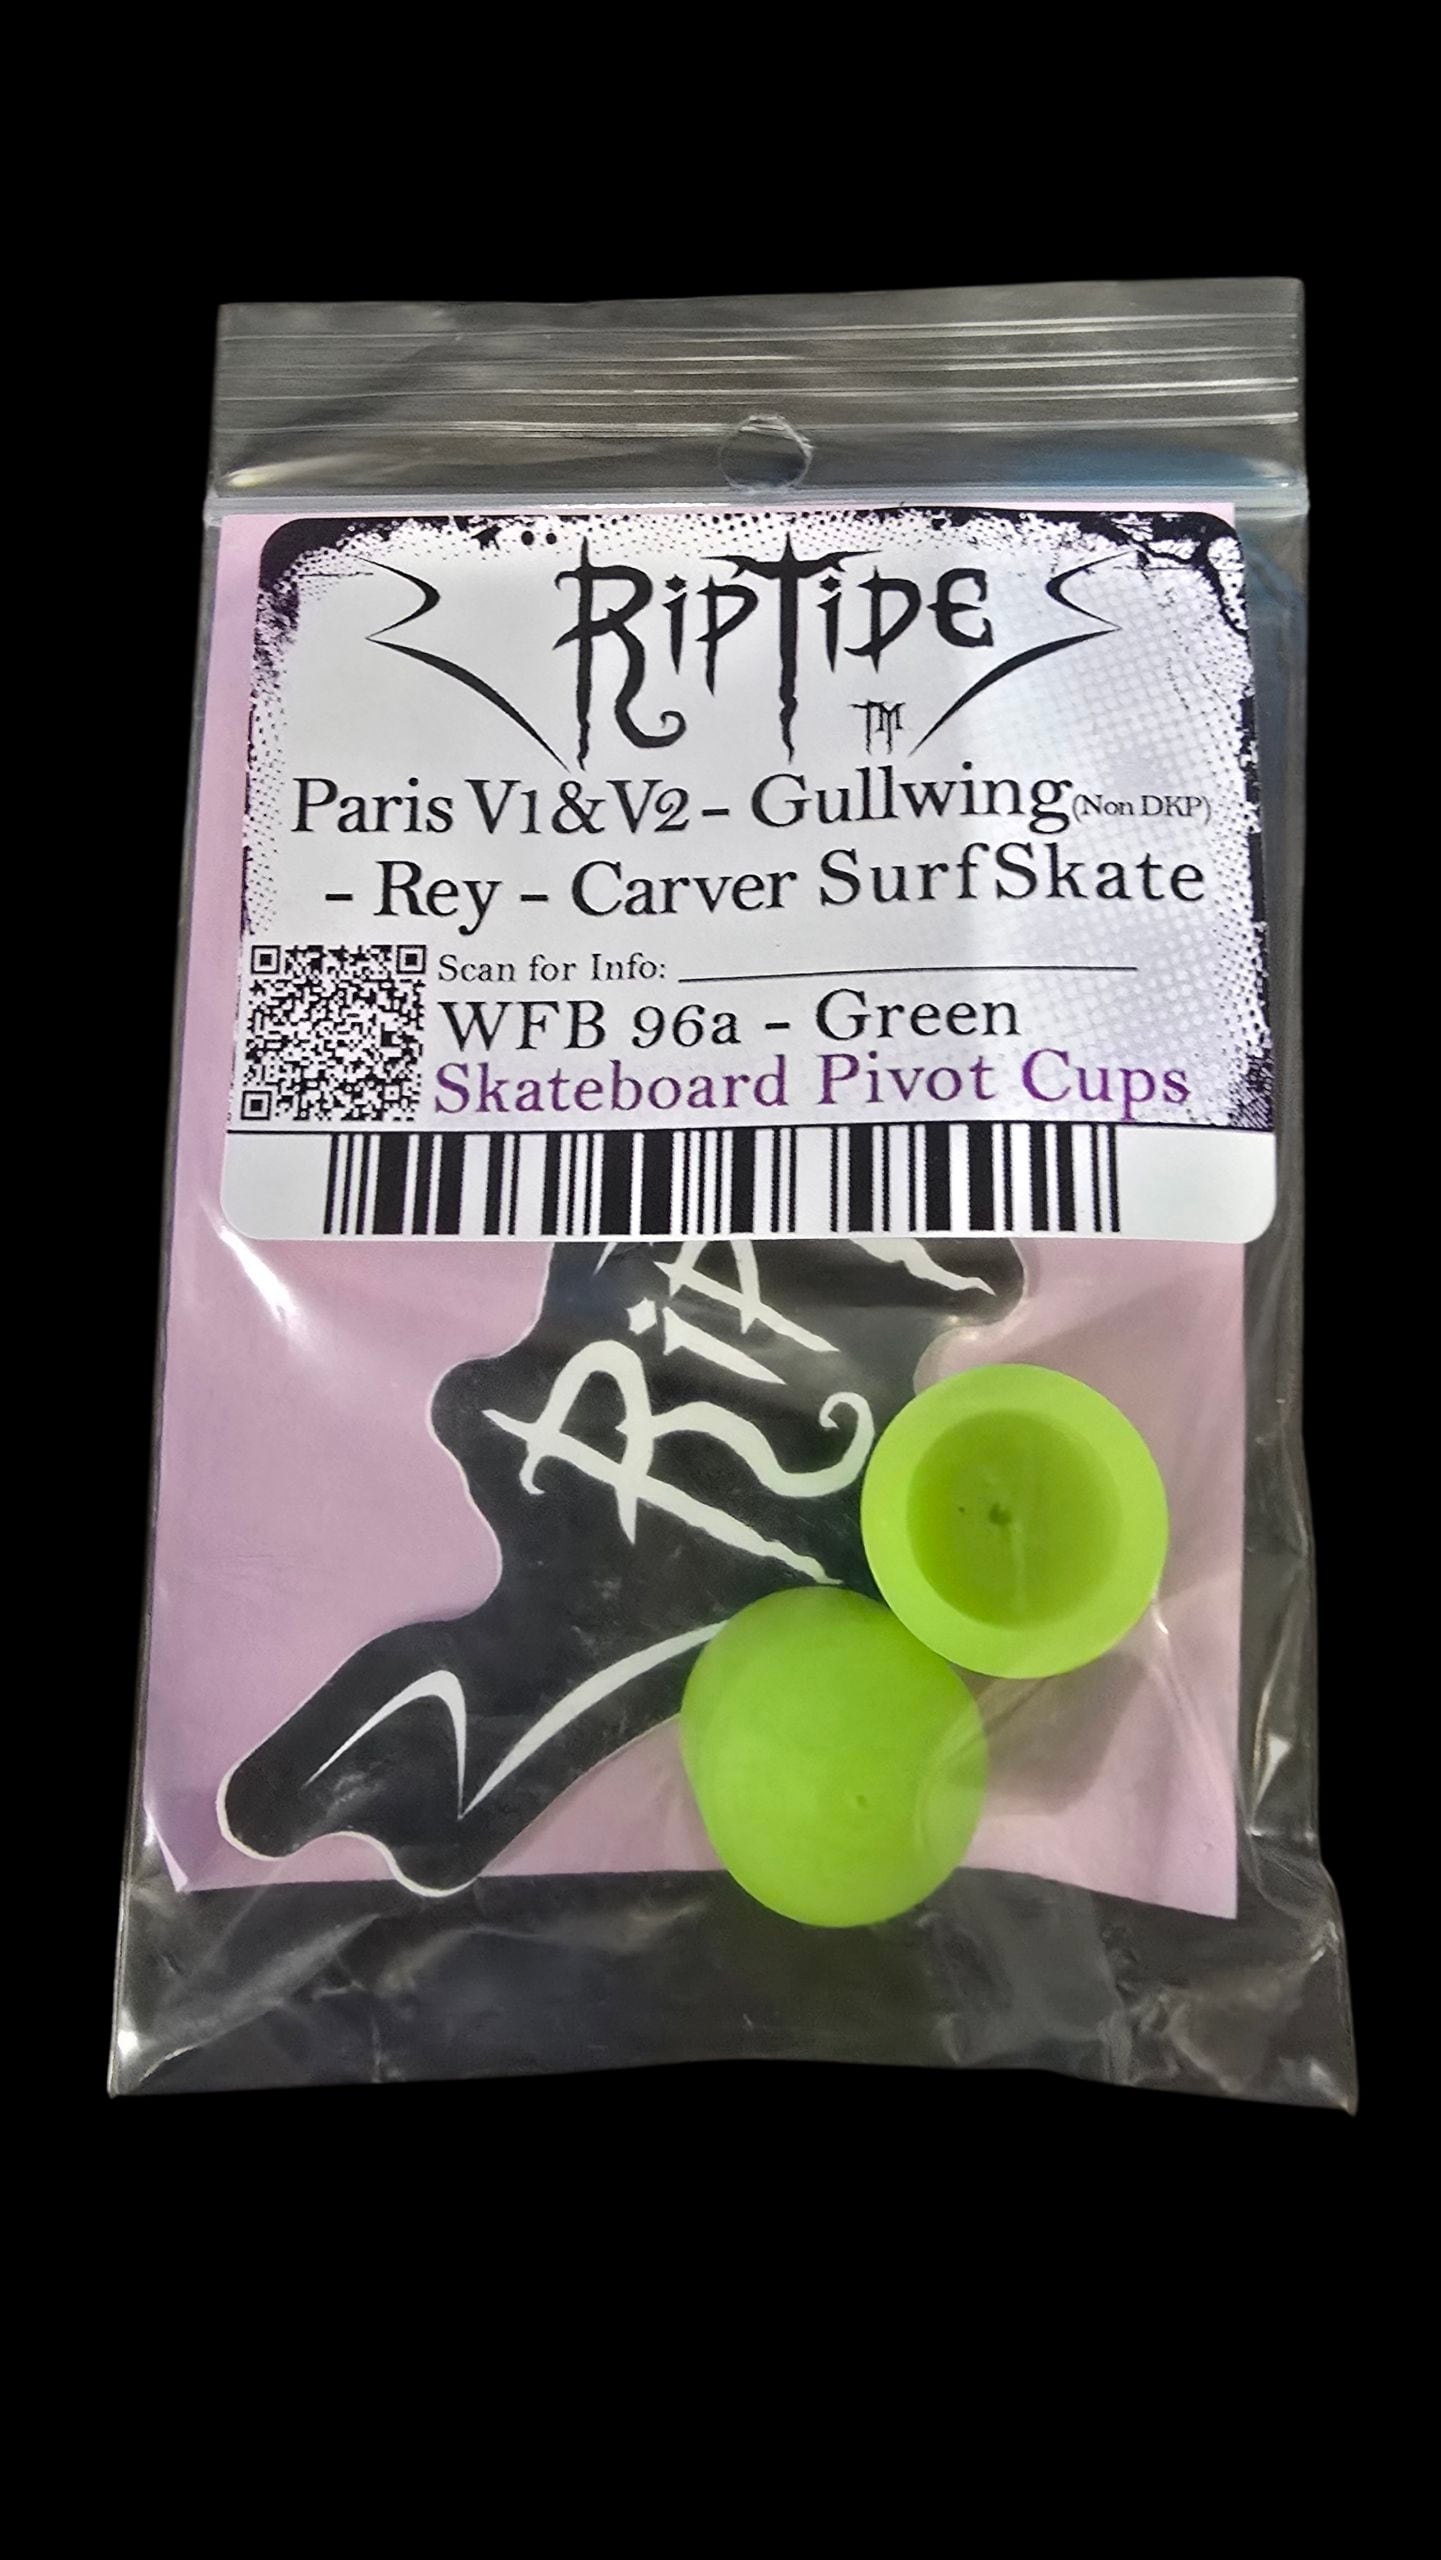 RipTide
TM
Paris V1&V2 - Gullwing (Non DKP)
- Rey - Carver SurfSkate
Scan for Info:
WFB 96a - Green
Skateboard Pivot Cups